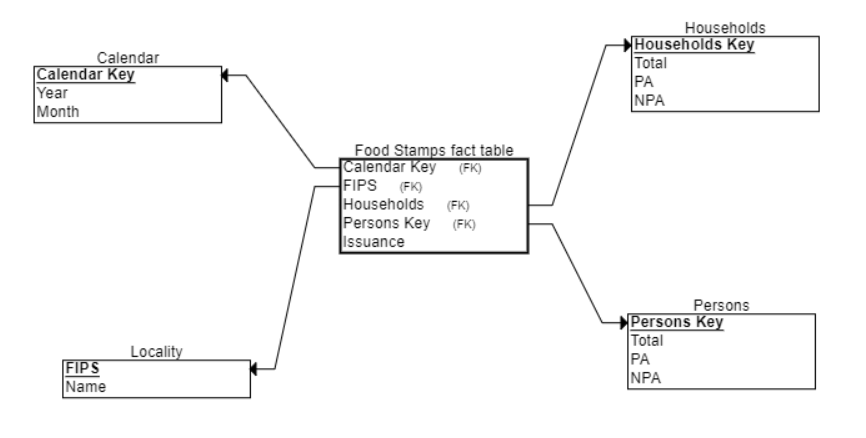 Calendar
Calendar Key
Year
Month
Households
Households Key
Total
PA
NPA
Food Stamps fact table
Calendar Key (FK)
FIPS (FK)
Households (FK)
Persons Key (FK)
Issuance
Locality
FIPS
Name
Persons
Persons Key
Total
PA
NPA